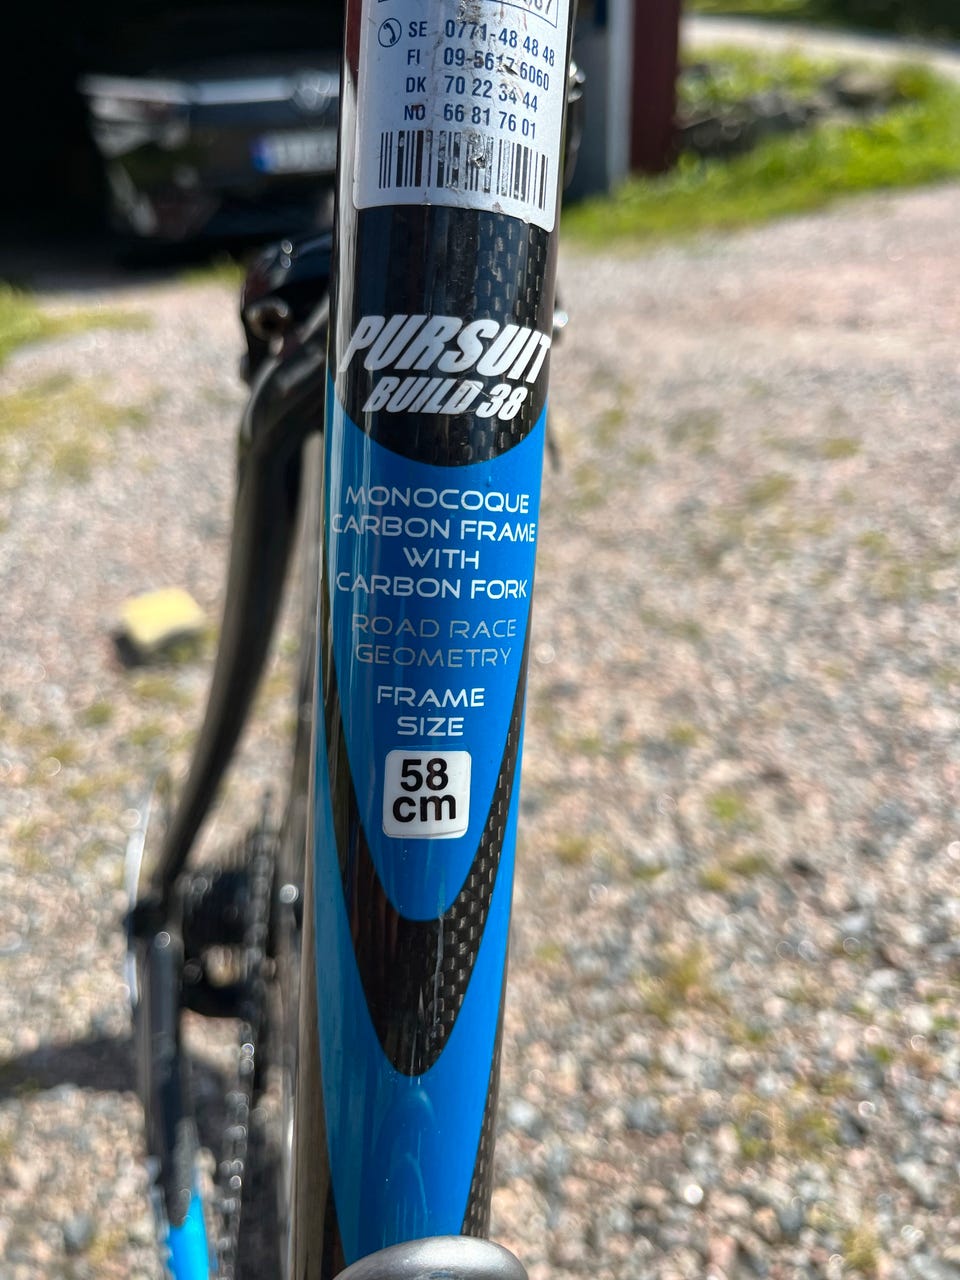 SE 0771-48 48 48
FI 09-5617 6060
DK 70 22 34 44
NO 66 81 76 01
PURSUIT
BUILD 38
MONOCOQUE
CARBON FRAME
WITH
CARBON FORK
ROAD RACE
GEOMETRY
FRAME
SIZE
58
cm